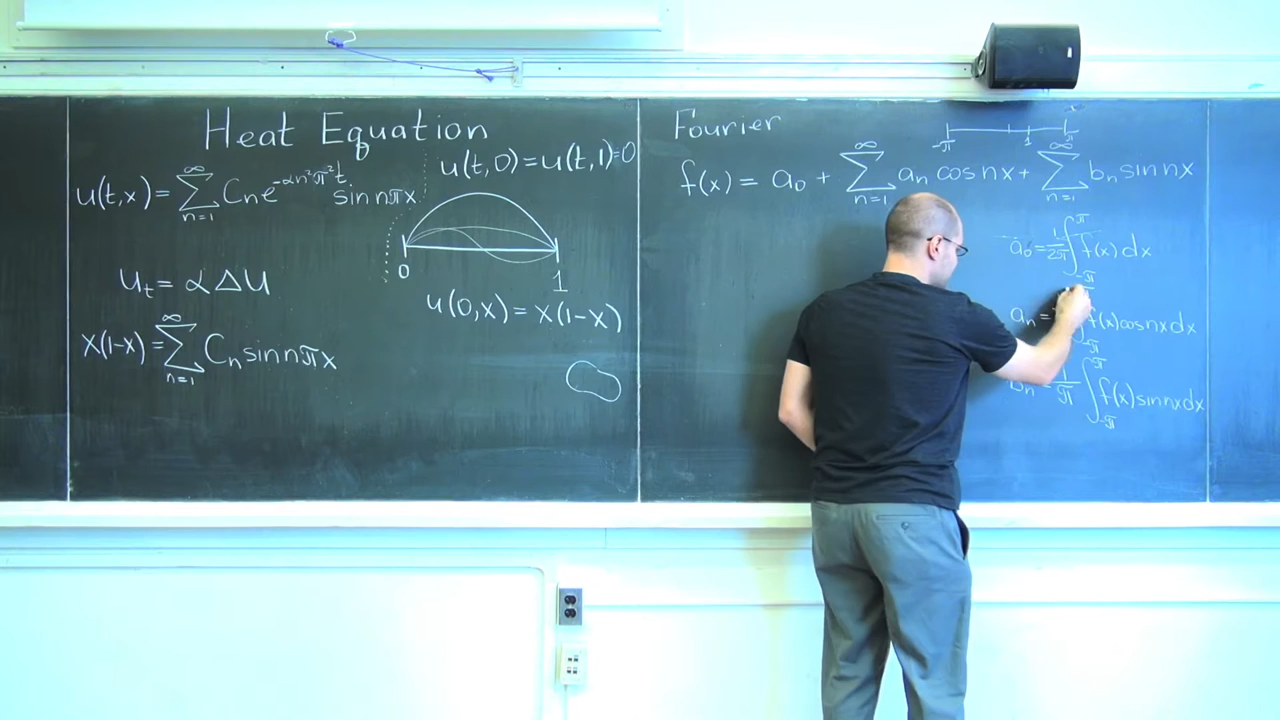 Heat Equation
u(t,0)=u(t,1)=0
u(t,x)=∑_{n=1}^{∞} C_n e^{-αn²π²t} sin nπx
0 1
u_t = αΔu
u(0,x)=x(1-x)
x(1-x)=∑_{n=1}^{∞} C_n sin nπx
Fourier
-π 1 π
f(x) = a_0 + ∑_{n=1}^{∞} a_n cos nx + ∑_{n=1}^{∞} b_n sin nx
a_0 = 1/2π ∫_{-π}^{π} f(x) dx
a_n = ∫_{-π} f(x) cos nx dx
b_n = 1/π ∫_{-π}^{π} f(x) sin nx dx